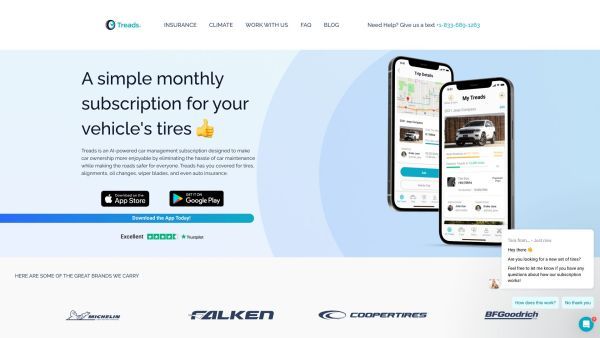 Treads.
INSURANCE
CLIMATE
WORK WITH US
FAQ
BLOG
Need Help? Give us a text +1-833-689-1263
A simple monthly
subscription for your
vehicle's tires 👍
Treads is an AI-powered car management subscription designed to make
car ownership more enjoyable by eliminating the hassle of car maintenance
while making the roads safer for everyone. Treads has you covered for tires,
alignments, oil changes, wiper blades, and even auto insurance.
Download on the
App Store
GET IT ON
Google Play
Download the App Today!
Excellent
Trustpilot
Trip Details
My Treads
HERE ARE SOME OF THE GREAT BRANDS WE CARRY
MICHELIN
FALKEN
COOPERTIRES
BFGoodrich
Tina from... • Just now
Hey there 👋
Are you looking for a new set of tires?
Feel free to let me know if you have any
questions about how our subscription
works!
How does this work?
No thank you